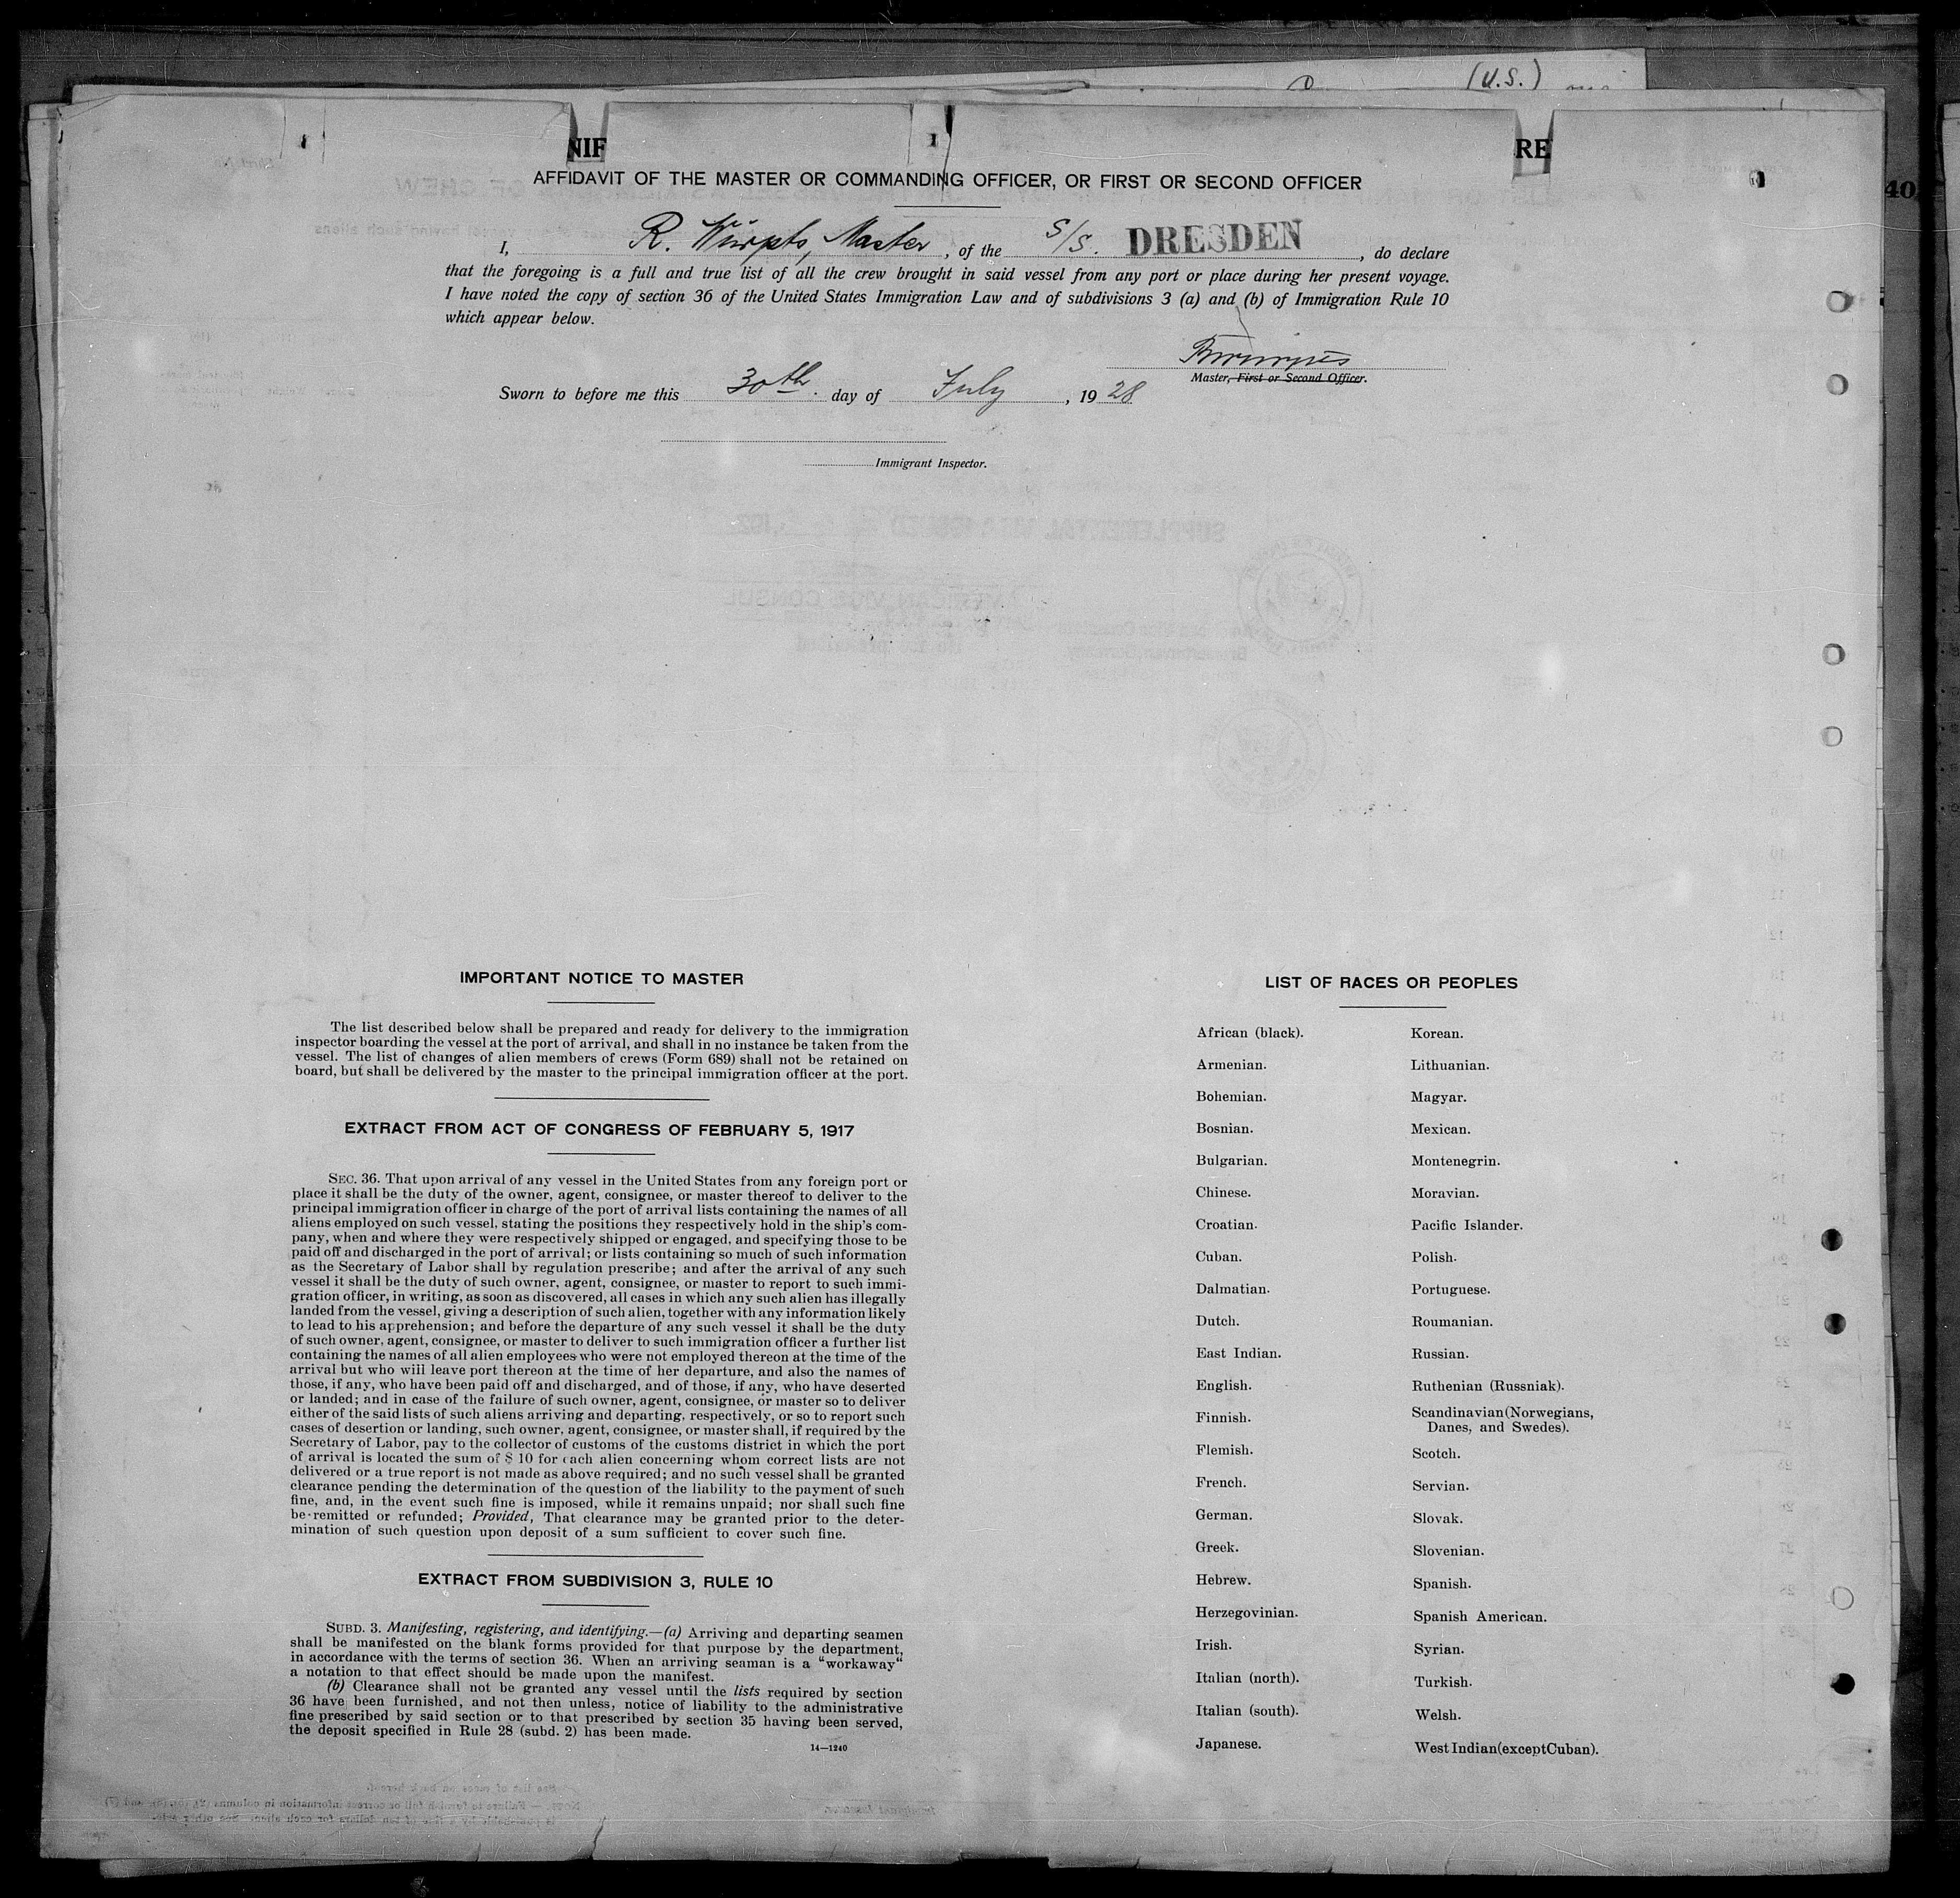 (U.S.)
NIF
1
RE
40
AFFIDAVIT OF THE MASTER OR COMMANDING OFFICER, OR FIRST OR SECOND OFFICER
I, R. Würpts, Master, of the S/S. DRESDEN, do declare
that the foregoing is a full and true list of all the crew brought in said vessel from any port or place during her present voyage.
I have noted the copy of section 36 of the United States Immigration Law and of subdivisions 3 (a) and (b) of Immigration Rule 10
which appear below.
Master, First or Second Officer.
Sworn to before me this 30th. day of July, 1928
Immigrant Inspector.
IMPORTANT NOTICE TO MASTER
The list described below shall be prepared and ready for delivery to the immigration
inspector boarding the vessel at the port of arrival, and shall in no instance be taken from the
vessel. The list of changes of alien members of crews (Form 689) shall not be retained on
board, but shall be delivered by the master to the principal immigration officer at the port.
EXTRACT FROM ACT OF CONGRESS OF FEBRUARY 5, 1917
SEC. 36. That upon arrival of any vessel in the United States from any foreign port or
place it shall be the duty of the owner, agent, consignee, or master thereof to deliver to the
principal immigration officer in charge of the port of arrival lists containing the names of all
aliens employed on such vessel, stating the positions they respectively hold in the ship's com-
pany, when and where they were respectively shipped or engaged, and specifying those to be
paid off and discharged in the port of arrival; or lists containing so much of such information
as the Secretary of Labor shall by regulation prescribe; and after the arrival of any such
vessel it shall be the duty of such owner, agent, consignee, or master to report to such immi-
gration officer, in writing, as soon as discovered, all cases in which any such alien has illegally
landed from the vessel, giving a description of such alien, together with any information likely
to lead to his apprehension; and before the departure of any such vessel it shall be the duty
of such owner, agent, consignee, or master to deliver to such immigration officer a further list
containing the names of all alien employees who were not employed thereon at the time of the
arrival but who will leave port thereon at the time of her departure, and also the names of
those, if any, who have been paid off and discharged, and of those, if any, who have deserted
or landed; and in case of the failure of such owner, agent, consignee, or master so to deliver
either of the said lists of such aliens arriving and departing, respectively, or so to report such
cases of desertion or landing, such owner, agent, consignee, or master shall, if required by the
Secretary of Labor, pay to the collector of customs of the customs district in which the port
of arrival is located the sum of $ 10 for each alien concerning whom correct lists are not
delivered or a true report is not made as above required; and no such vessel shall be granted
clearance pending the determination of the question of the liability to the payment of such
fine, and, in the event such fine is imposed, while it remains unpaid; nor shall such fine
be remitted or refunded; Provided, That clearance may be granted prior to the deter-
mination of such question upon deposit of a sum sufficient to cover such fine.
EXTRACT FROM SUBDIVISION 3, RULE 10
SUBD. 3. Manifesting, registering, and identifying.—(a) Arriving and departing seamen
shall be manifested on the blank forms provided for that purpose by the department,
in accordance with the terms of section 36. When an arriving seaman is a “workaway“
a notation to that effect should be made upon the manifest.
(b) Clearance shall not be granted any vessel until the lists required by section
36 have been furnished, and not then unless, notice of liability to the administrative
fine prescribed by said section or to that prescribed by section 35 having been served,
the deposit specified in Rule 28 (subd. 2) has been made.
14—1240
LIST OF RACES OR PEOPLES
African (black).
Armenian.
Bohemian.
Bosnian.
Bulgarian.
Chinese.
Croatian.
Cuban.
Dalmatian.
Dutch.
East Indian.
English.
Finnish.
Flemish.
French.
German.
Greek.
Hebrew.
Herzegovinian.
Irish.
Italian (north).
Italian (south).
Japanese.
Korean.
Lithuanian.
Magyar.
Mexican.
Montenegrin.
Moravian.
Pacific Islander.
Polish.
Portuguese.
Roumanian.
Russian.
Ruthenian (Russniak).
Scandinavian (Norwegians,
Danes, and Swedes).
Scotch.
Servian.
Slovak.
Slovenian.
Spanish.
Spanish American.
Syrian.
Turkish.
Welsh.
West Indian (except Cuban).